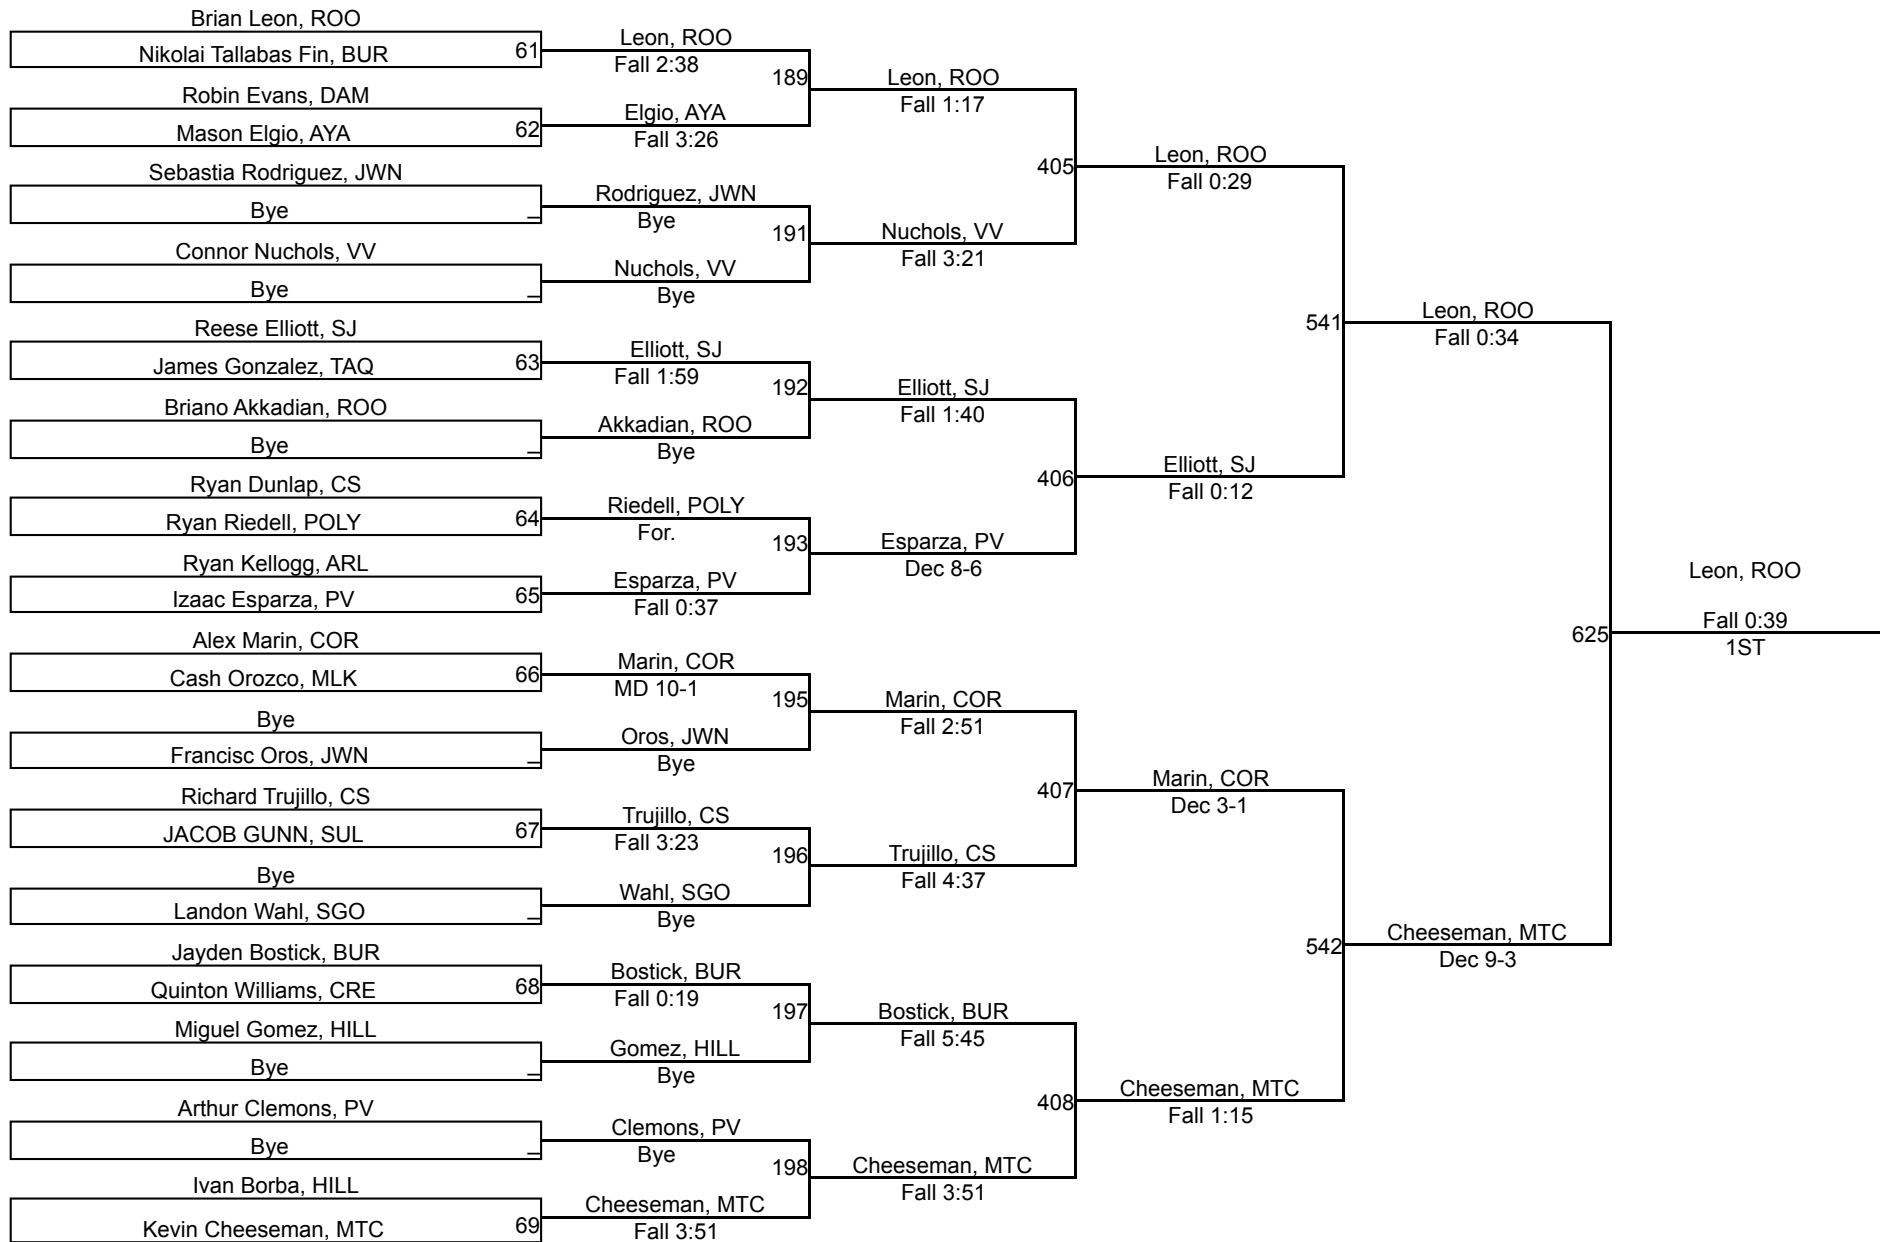 Brian Leon, ROO
Nikolai Tallabas Fin, BUR
61
Robin Evans, DAM
Mason Elgio, AYA
62
Sebastia Rodriguez, JWN
Bye
_
Connor Nuchols, VV
Bye
_
Reese Elliott, SJ
James Gonzalez, TAQ
63
Briano Akkadian, ROO
Bye
_
Ryan Dunlap, CS
Ryan Riedell, POLY
64
Ryan Kellogg, ARL
Izaac Esparza, PV
65
Alex Marin, COR
Cash Orozco, MLK
66
Bye
Francisc Oros, JWN
_
Richard Trujillo, CS
JACOB GUNN, SUL
67
Bye
Landon Wahl, SGO
_
Jayden Bostick, BUR
Quinton Williams, CRE
68
Miguel Gomez, HILL
Bye
_
Arthur Clemons, PV
Bye
_
Ivan Borba, HILL
Kevin Cheeseman, MTC
69
Leon, ROO
Fall 2:38
189
Elgio, AYA
Fall 3:26
Rodriguez, JWN
Bye
191
Nuchols, VV
Bye
Elliott, SJ
Fall 1:59
192
Akkadian, ROO
Bye
Riedell, POLY
For.
193
Esparza, PV
Fall 0:37
Marin, COR
MD 10-1
195
Oros, JWN
Bye
Trujillo, CS
Fall 3:23
196
Wahl, SGO
Bye
Bostick, BUR
Fall 0:19
197
Gomez, HILL
Bye
Clemons, PV
Bye
198
Cheeseman, MTC
Fall 3:51
Leon, ROO
Fall 1:17
405
Nuchols, VV
Fall 3:21
Elliott, SJ
Fall 1:40
406
Esparza, PV
Dec 8-6
Marin, COR
Fall 2:51
407
Trujillo, CS
Fall 4:37
Bostick, BUR
Fall 5:45
408
Cheeseman, MTC
Fall 3:51
Leon, ROO
Fall 0:29
541
Elliott, SJ
Fall 0:12
Marin, COR
Dec 3-1
542
Cheeseman, MTC
Fall 1:15
Leon, ROO
Fall 0:34
625
Cheeseman, MTC
Dec 9-3
Leon, ROO
Fall 0:39
1ST